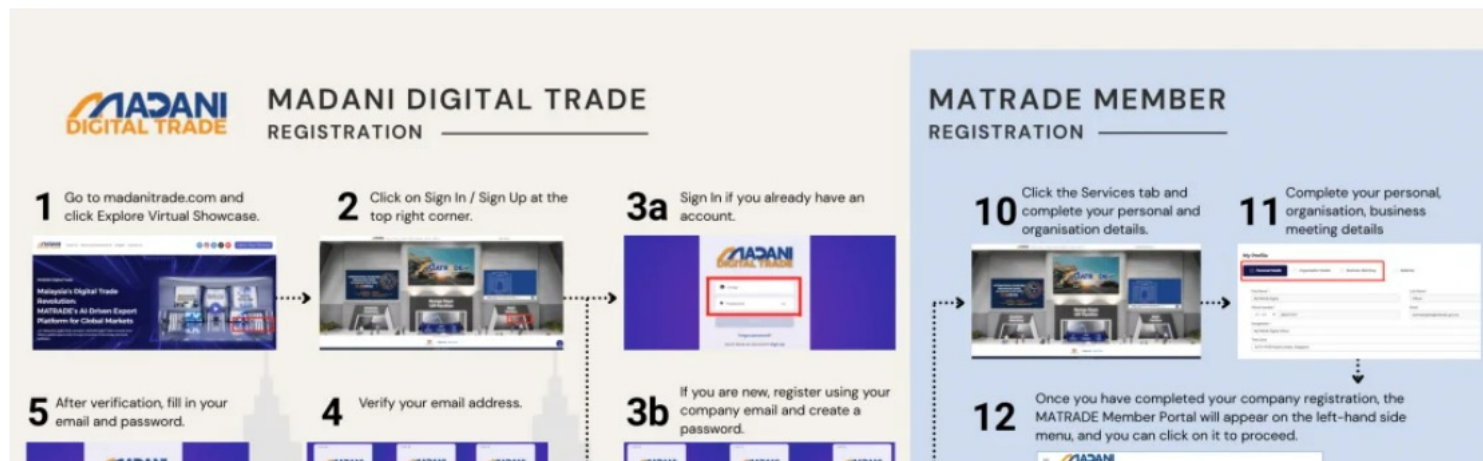 MADANI
DIGITAL TRADE
MADANI DIGITAL TRADE
REGISTRATION
1
Go to madanitrade.com and
click Explore Virtual Showcase.
2
Click on Sign In / Sign Up at the
top right corner.
3a
Sign In if you already have an
account.
MADANI
Malaysia's Digital Trade
Revolution:
MATRADE's AI-Driven Export
Platform for Global Markets
MADANI
DIGITAL TRADE
5
After verification, fill in your
email and password.
4
Verify your email address.
3b
If you are new, register using your
company email and create a
password.
MATRADE MEMBER
REGISTRATION
10
Click the Services tab and
complete your personal and
organisation details.
11
Complete your personal,
organisation, business
meeting details
My Profile
12
Once you have completed your company registration, the
MATRADE Member Portal will appear on the left-hand side
menu, and you can click on it to proceed.
MADANI